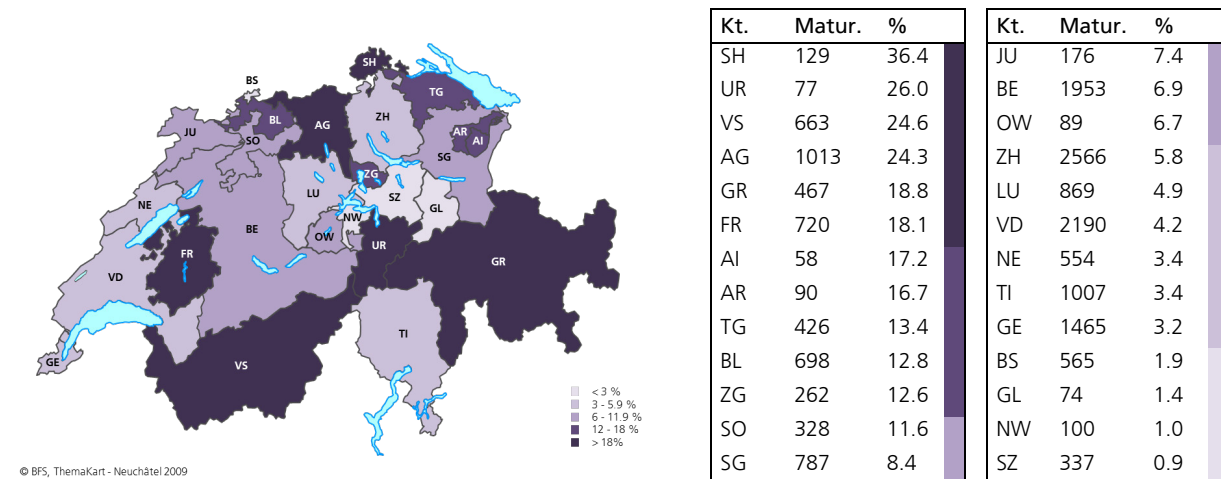 SH
BS
TG
BL
AG
ZH
JU
SO
AR
AI
SG
ZG
LU
SZ
NE
GL
NW
BE
OW
UR
FR
GR
VD
TI
GE
VS
< 3 %
3 - 5.9 %
6 - 11.9 %
12 - 18 %
> 18%
© BFS, ThemaKart - Neuchâtel 2009
Kt. Matur. %
SH 129 36.4
UR 77 26.0
VS 663 24.6
AG 1013 24.3
GR 467 18.8
FR 720 18.1
AI 58 17.2
AR 90 16.7
TG 426 13.4
BL 698 12.8
ZG 262 12.6
SO 328 11.6
SG 787 8.4
Kt. Matur. %
JU 176 7.4
BE 1953 6.9
OW 89 6.7
ZH 2566 5.8
LU 869 4.9
VD 2190 4.2
NE 554 3.4
TI 1007 3.4
GE 1465 3.2
BS 565 1.9
GL 74 1.4
NW 100 1.0
SZ 337 0.9